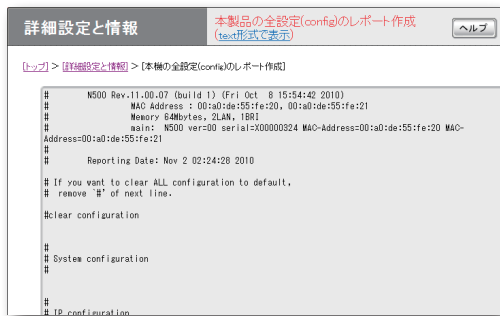 詳細設定と情報
本製品の全設定(config)のレポート作成
(text形式で表示)
ヘルプ
[トップ] > [詳細設定と情報] > [本機の全設定(config)のレポート作成]
# N500 Rev.11.00.07 (build 1) (Fri Oct 8 15:54:42 2010)
# MAC Address : 00:a0:de:55:fe:20, 00:a0:de:55:fe:21
# Memory 64Mbytes, 2LAN, 1BRI
# main: N500 ver=00 serial=X00000324 MAC-Address=00:a0:de:55:fe:20 MAC-
Address=00:a0:de:55:fe:21
#
# Reporting Date: Nov 2 02:24:28 2010
# If you want to clear ALL configuration to default,
# remove `#' of next line.
#clear configuration
#
# System configuration
#
#
# IP configuration